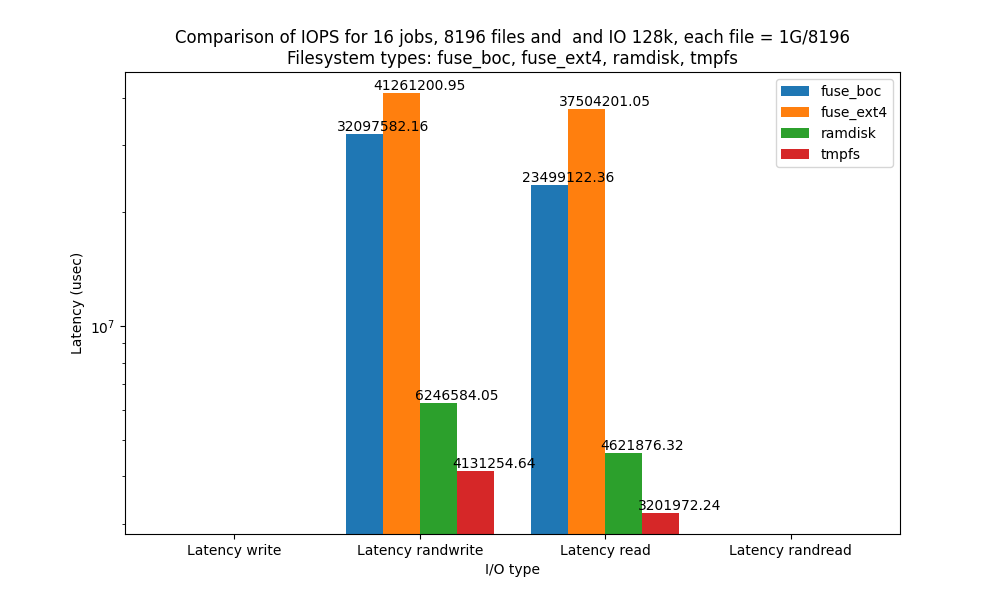 Comparison of IOPS for 16 jobs, 8196 files and  and IO 128k, each file = 1G/8196
Filesystem types: fuse_boc, fuse_ext4, ramdisk, tmpfs
fuse_boc
fuse_ext4
ramdisk
tmpfs
41261200.95
32097582.16
6246584.05
4131254.64
37504201.05
23499122.36
4621876.32
3201972.24
Latency (usec)
10^7
Latency write
Latency randwrite
Latency read
Latency randread
I/O type